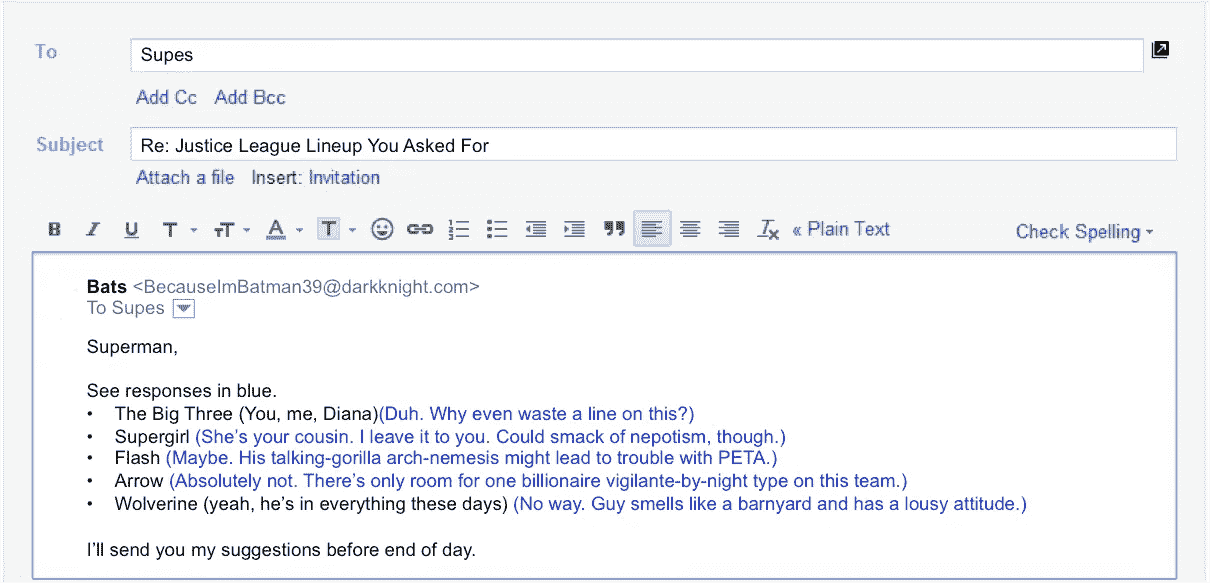 To Supes
Add Cc Add Bcc
Subject Re: Justice League Lineup You Asked For
Attach a file Insert: Invitation
B I U T tT A T « Plain Text Check Spelling
Bats <BecauseImBatman39@darkknight.com>
To Supes
Superman,
See responses in blue.
• The Big Three (You, me, Diana)(Duh. Why even waste a line on this?)
• Supergirl (She’s your cousin. I leave it to you. Could smack of nepotism, though.)
• Flash (Maybe. His talking-gorilla arch-nemesis might lead to trouble with PETA.)
• Arrow (Absolutely not. There’s only room for one billionaire vigilante-by-night type on this team.)
• Wolverine (yeah, he’s in everything these days) (No way. Guy smells like a barnyard and has a lousy attitude.)
I’ll send you my suggestions before end of day.